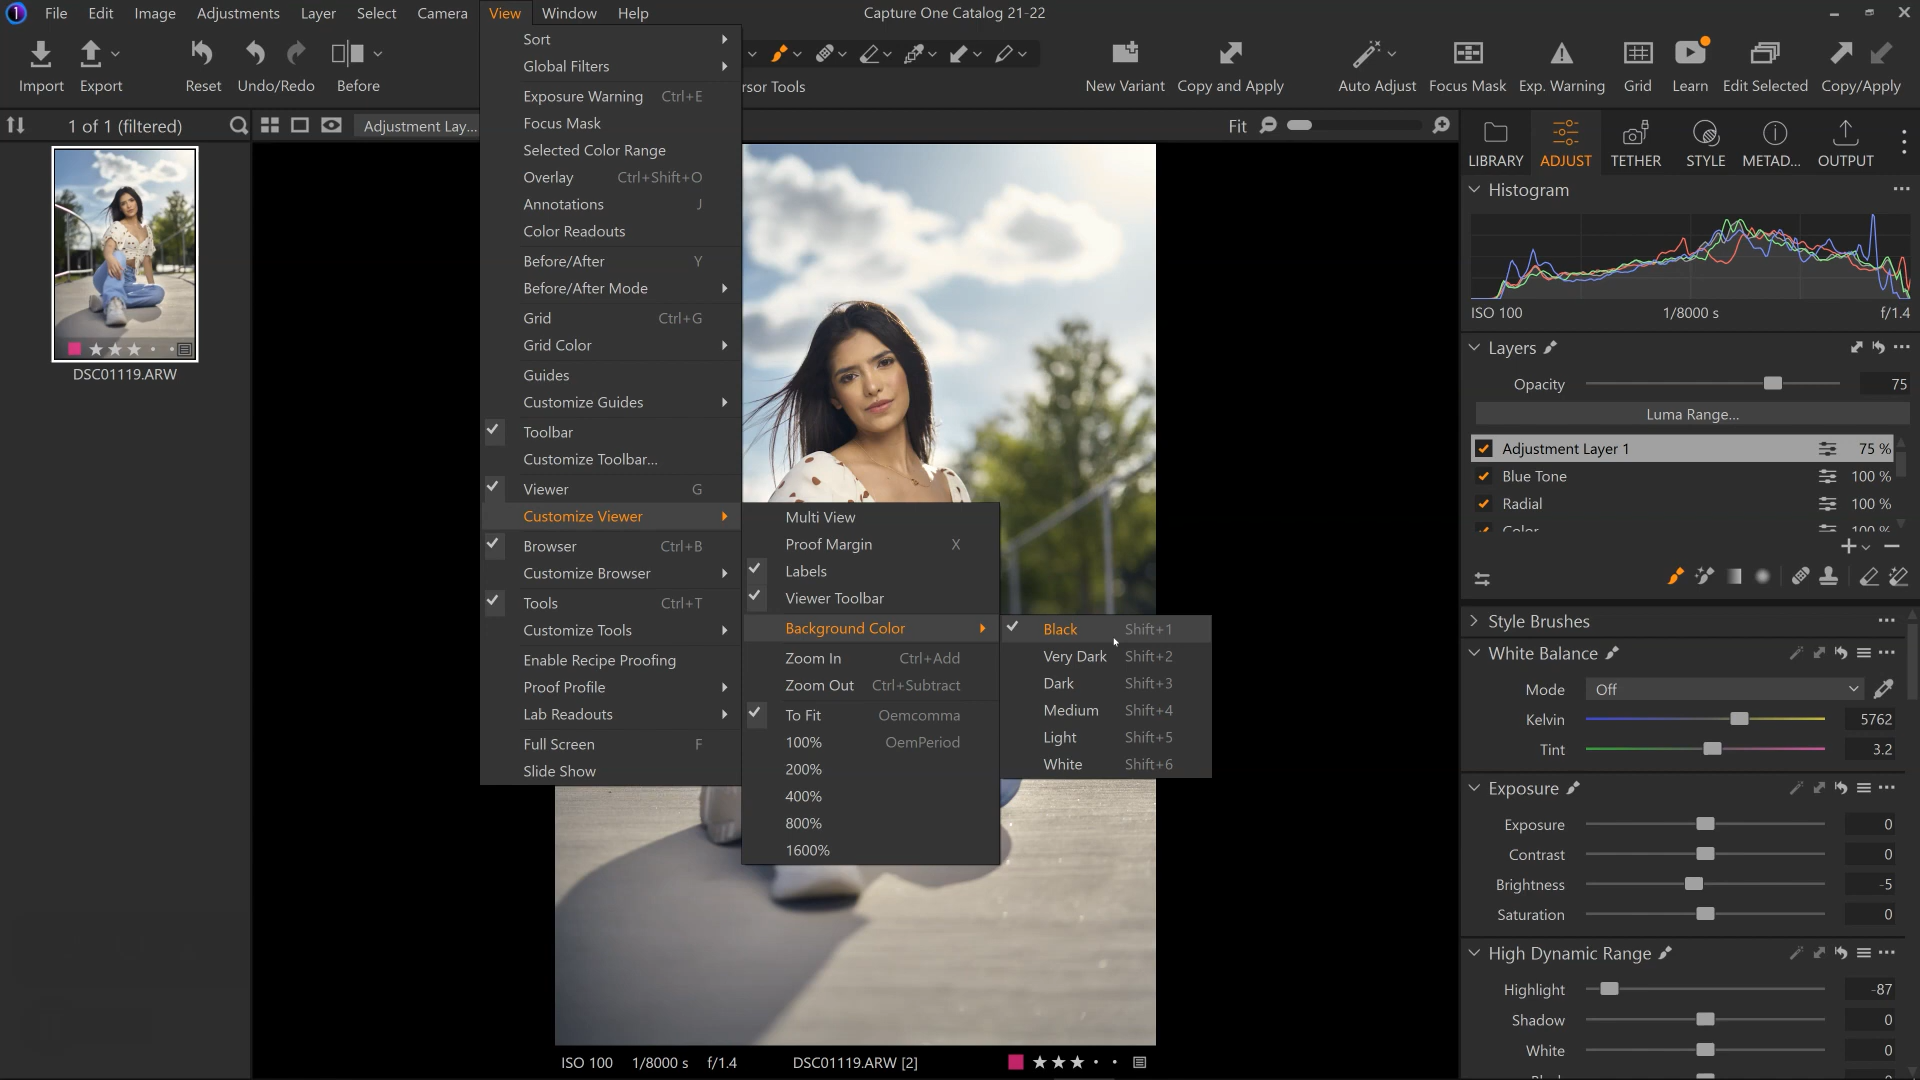 File Edit Image Adjustments Layer Select Camera View Window Help
Capture One Catalog 21-22
Import Export Reset Undo/Redo Before
rsor Tools
New Variant Copy and Apply Auto Adjust Focus Mask Exp. Warning Grid Learn Edit Selected Copy/Apply
1 of 1 (filtered)
Adjustment Lay...
Fit
DSC01119.ARW
Sort
Global Filters
Exposure Warning Ctrl+E
Focus Mask
Selected Color Range
Overlay Ctrl+Shift+O
Annotations J
Color Readouts
Before/After Y
Before/After Mode
Grid Ctrl+G
Grid Color
Guides
Customize Guides
Toolbar
Customize Toolbar...
Viewer G
Customize Viewer
Browser Ctrl+B
Customize Browser
Tools Ctrl+T
Customize Tools
Enable Recipe Proofing
Proof Profile
Lab Readouts
Full Screen F
Slide Show
Multi View
Proof Margin X
Labels
Viewer Toolbar
Background Color
Zoom In Ctrl+Add
Zoom Out Ctrl+Subtract
To Fit Oemcomma
100% OemPeriod
200%
400%
800%
1600%
Black Shift+1
Very Dark Shift+2
Dark Shift+3
Medium Shift+4
Light Shift+5
White Shift+6
ISO 100 1/8000 s f/1.4 DSC01119.ARW [2]
LIBRARY ADJUST TETHER STYLE METAD... OUTPUT
Histogram
ISO 100 1/8000 s f/1.4
Layers
Opacity 75
Luma Range...
Adjustment Layer 1 75 %
Blue Tone 100 %
Radial 100 %
Color 100 %
Style Brushes
White Balance
Mode Off
Kelvin 5762
Tint 3.2
Exposure
Exposure 0
Contrast 0
Brightness -5
Saturation 0
High Dynamic Range
Highlight -87
Shadow 0
White 0